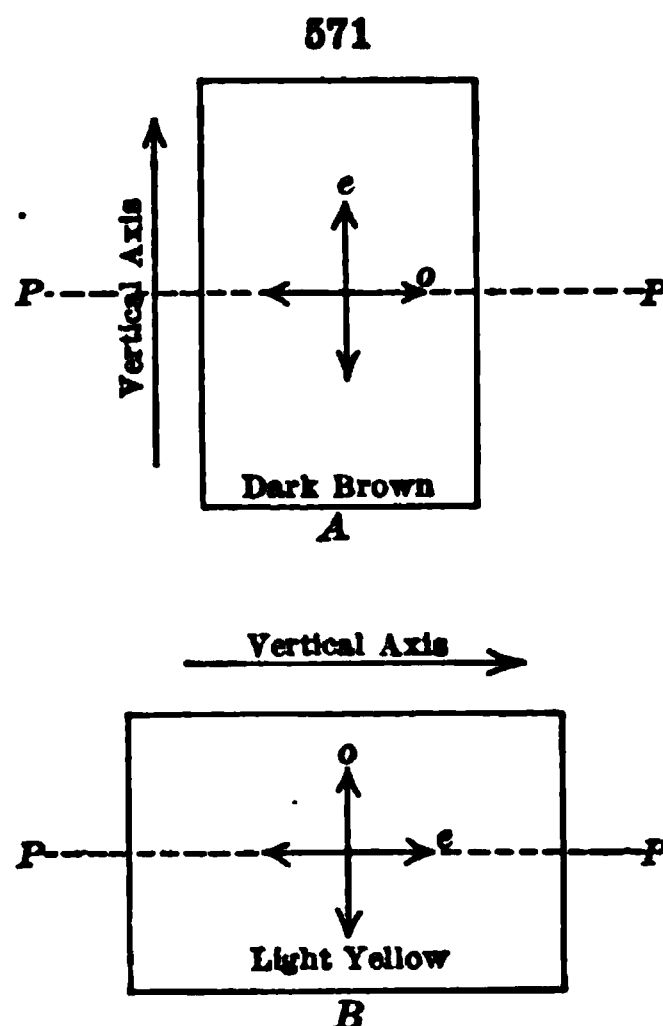 571
Vertical Axis
e
o
P P
Dark Brown
A
Vertical Axis
o
e
P P
Light Yellow
B